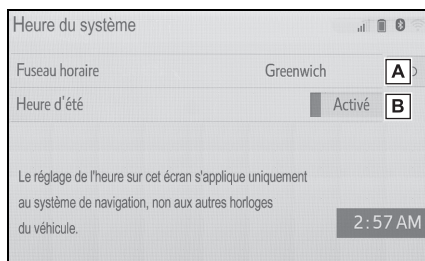 Heure du système
Fuseau horaire Greenwich A
Heure d'été Activé B
Le réglage de l'heure sur cet écran s'applique uniquement
au système de navigation, non aux autres horloges
du véhicule.
2:57 AM